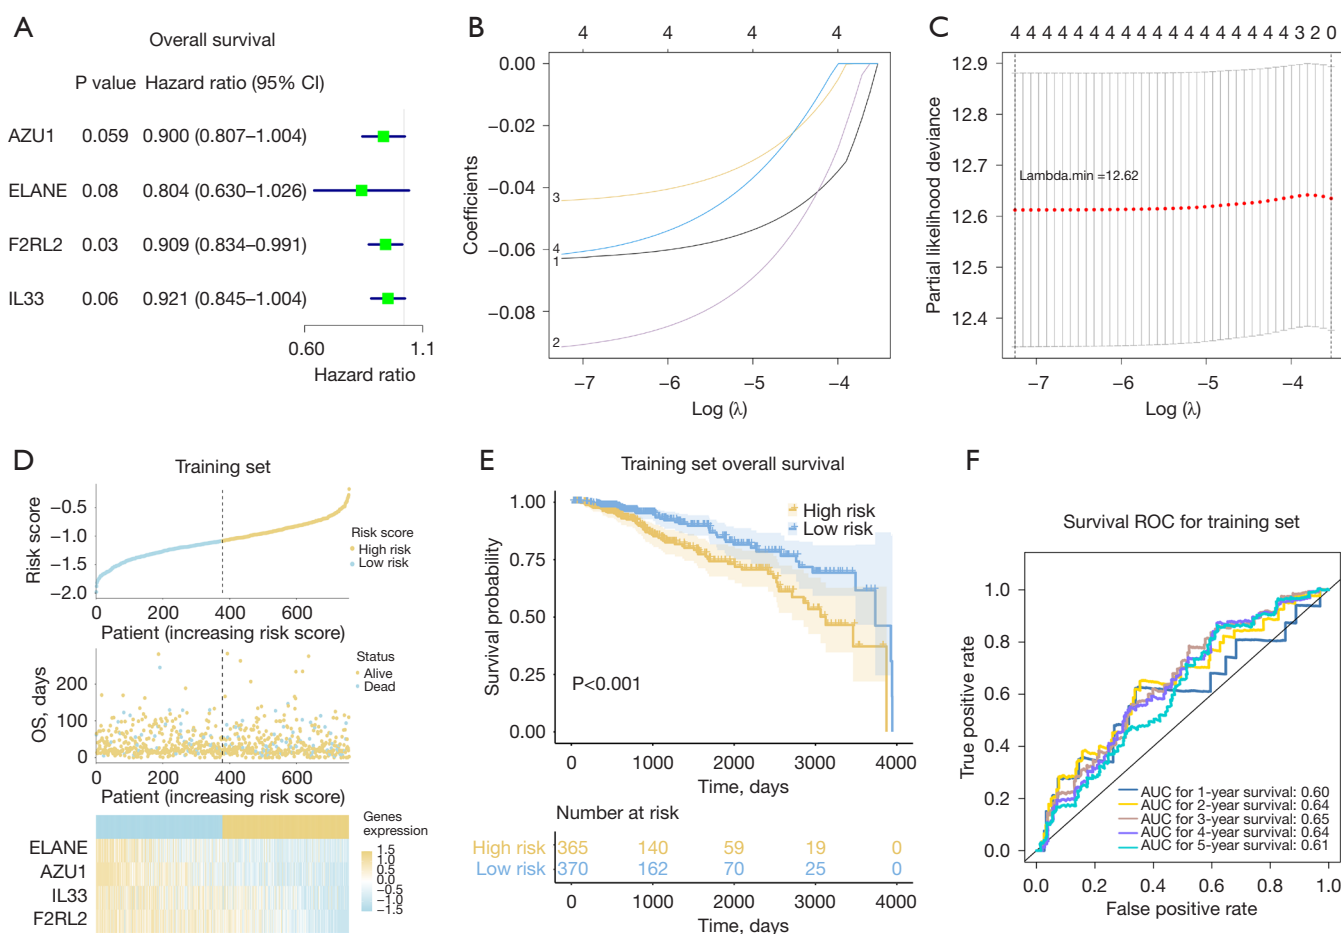 A
Overall survival
P value Hazard ratio (95% CI)
AZU1 0.059 0.900 (0.807–1.004)
ELANE 0.08 0.804 (0.630–1.026)
F2RL2 0.03 0.909 (0.834–0.991)
IL33 0.06 0.921 (0.845–1.004)
0.60 1.1
Hazard ratio
B
4 4 4 4
0.00
−0.02
−0.04
−0.06
−0.08
Coefficients
3
4
1
2
−7 −6 −5 −4
Log (λ)
C
4 4 4 4 4 4 4 4 4 4 4 4 4 4 4 4 4 3 2 0
12.9
12.8
12.7
12.6
12.5
12.4
Partial likelihood deviance
Lambda.min =12.62
−7 −6 −5 −4
Log (λ)
D
Training set
Risk score
−0.5
−1.0
−1.5
−2.0
Risk score
High risk
Low risk
0 200 400 600
Patient (increasing risk score)
OS, days
200
100
0
Status
Alive
Dead
0 200 400 600
Patient (increasing risk score)
ELANE
AZU1
IL33
F2RL2
Genes
expression
1.5
1.0
0.5
0.0
−0.5
−1.0
−1.5
E
Training set overall survival
Survival probability
1.00
0.75
0.50
0.25
0.00
High risk
Low risk
P<0.001
0 1000 2000 3000 4000
Time, days
Number at risk
High risk 365 140 59 19 0
Low risk 370 162 70 25 0
0 1000 2000 3000 4000
Time, days
F
Survival ROC for training set
True positive rate
1.0
0.8
0.6
0.4
0.2
0.0
AUC for 1-year survival: 0.60
AUC for 2-year survival: 0.64
AUC for 3-year survival: 0.65
AUC for 4-year survival: 0.64
AUC for 5-year survival: 0.61
0.0 0.2 0.4 0.6 0.8 1.0
False positive rate